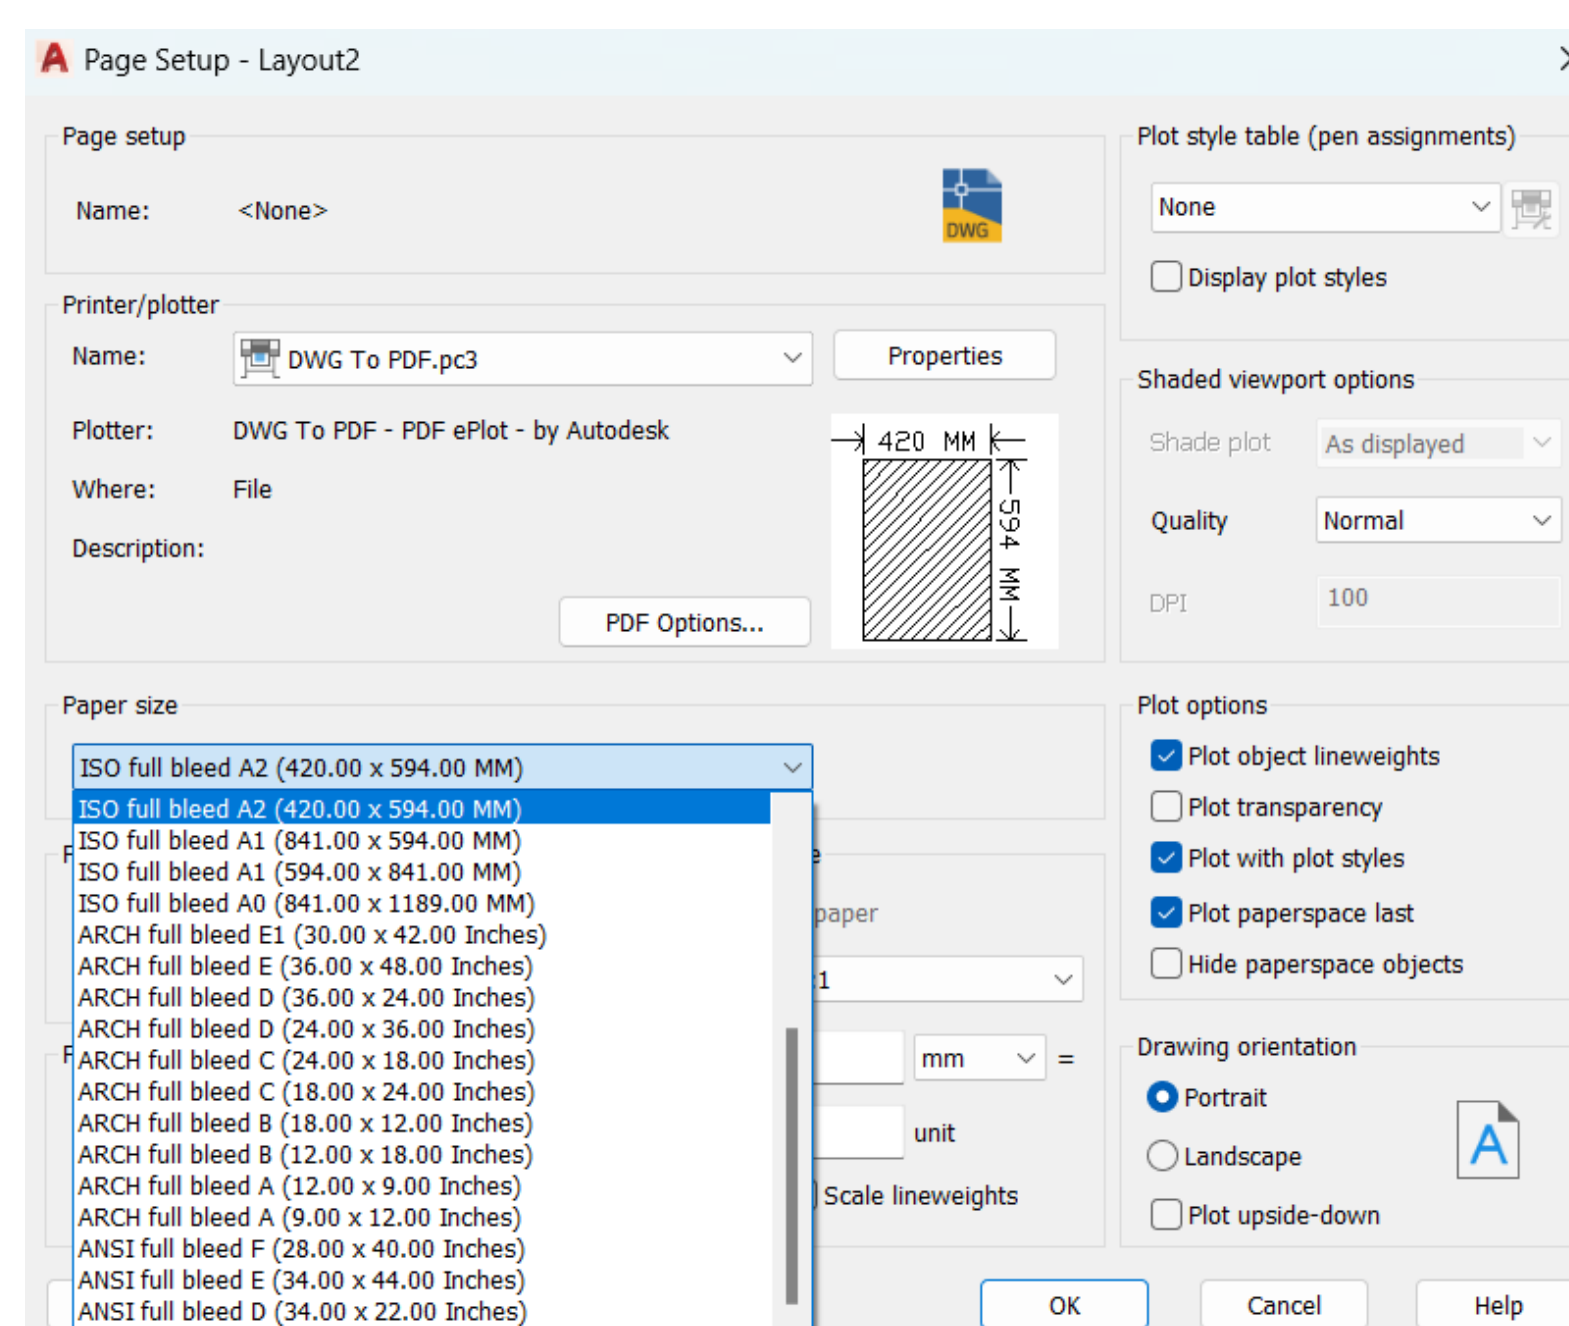 Page Setup - Layout2
Page setup
Name: <None>
DWG
Printer/plotter
Name: DWG To PDF.pc3 Properties
Plotter: DWG To PDF - PDF ePlot - by Autodesk
Where: File
Description:
420 MM
594 MM
PDF Options...
Paper size
ISO full bleed A2 (420.00 x 594.00 MM)
ISO full bleed A2 (420.00 x 594.00 MM)
ISO full bleed A1 (841.00 x 594.00 MM)
ISO full bleed A1 (594.00 x 841.00 MM)
ISO full bleed A0 (841.00 x 1189.00 MM)
ARCH full bleed E1 (30.00 x 42.00 Inches)
ARCH full bleed E (36.00 x 48.00 Inches)
ARCH full bleed D (36.00 x 24.00 Inches)
ARCH full bleed D (24.00 x 36.00 Inches)
ARCH full bleed C (24.00 x 18.00 Inches)
ARCH full bleed C (18.00 x 24.00 Inches)
ARCH full bleed B (18.00 x 12.00 Inches)
ARCH full bleed B (12.00 x 18.00 Inches)
ARCH full bleed A (12.00 x 9.00 Inches)
ARCH full bleed A (9.00 x 12.00 Inches)
ANSI full bleed F (28.00 x 40.00 Inches)
ANSI full bleed E (34.00 x 44.00 Inches)
ANSI full bleed D (34.00 x 22.00 Inches)
paper
:1
mm =
unit
Scale lineweights
Plot style table (pen assignments)
None
Display plot styles
Shaded viewport options
Shade plot As displayed
Quality Normal
DPI 100
Plot options
Plot object lineweights
Plot transparency
Plot with plot styles
Plot paperspace last
Hide paperspace objects
Drawing orientation
Portrait
Landscape
A
Plot upside-down
OK Cancel Help